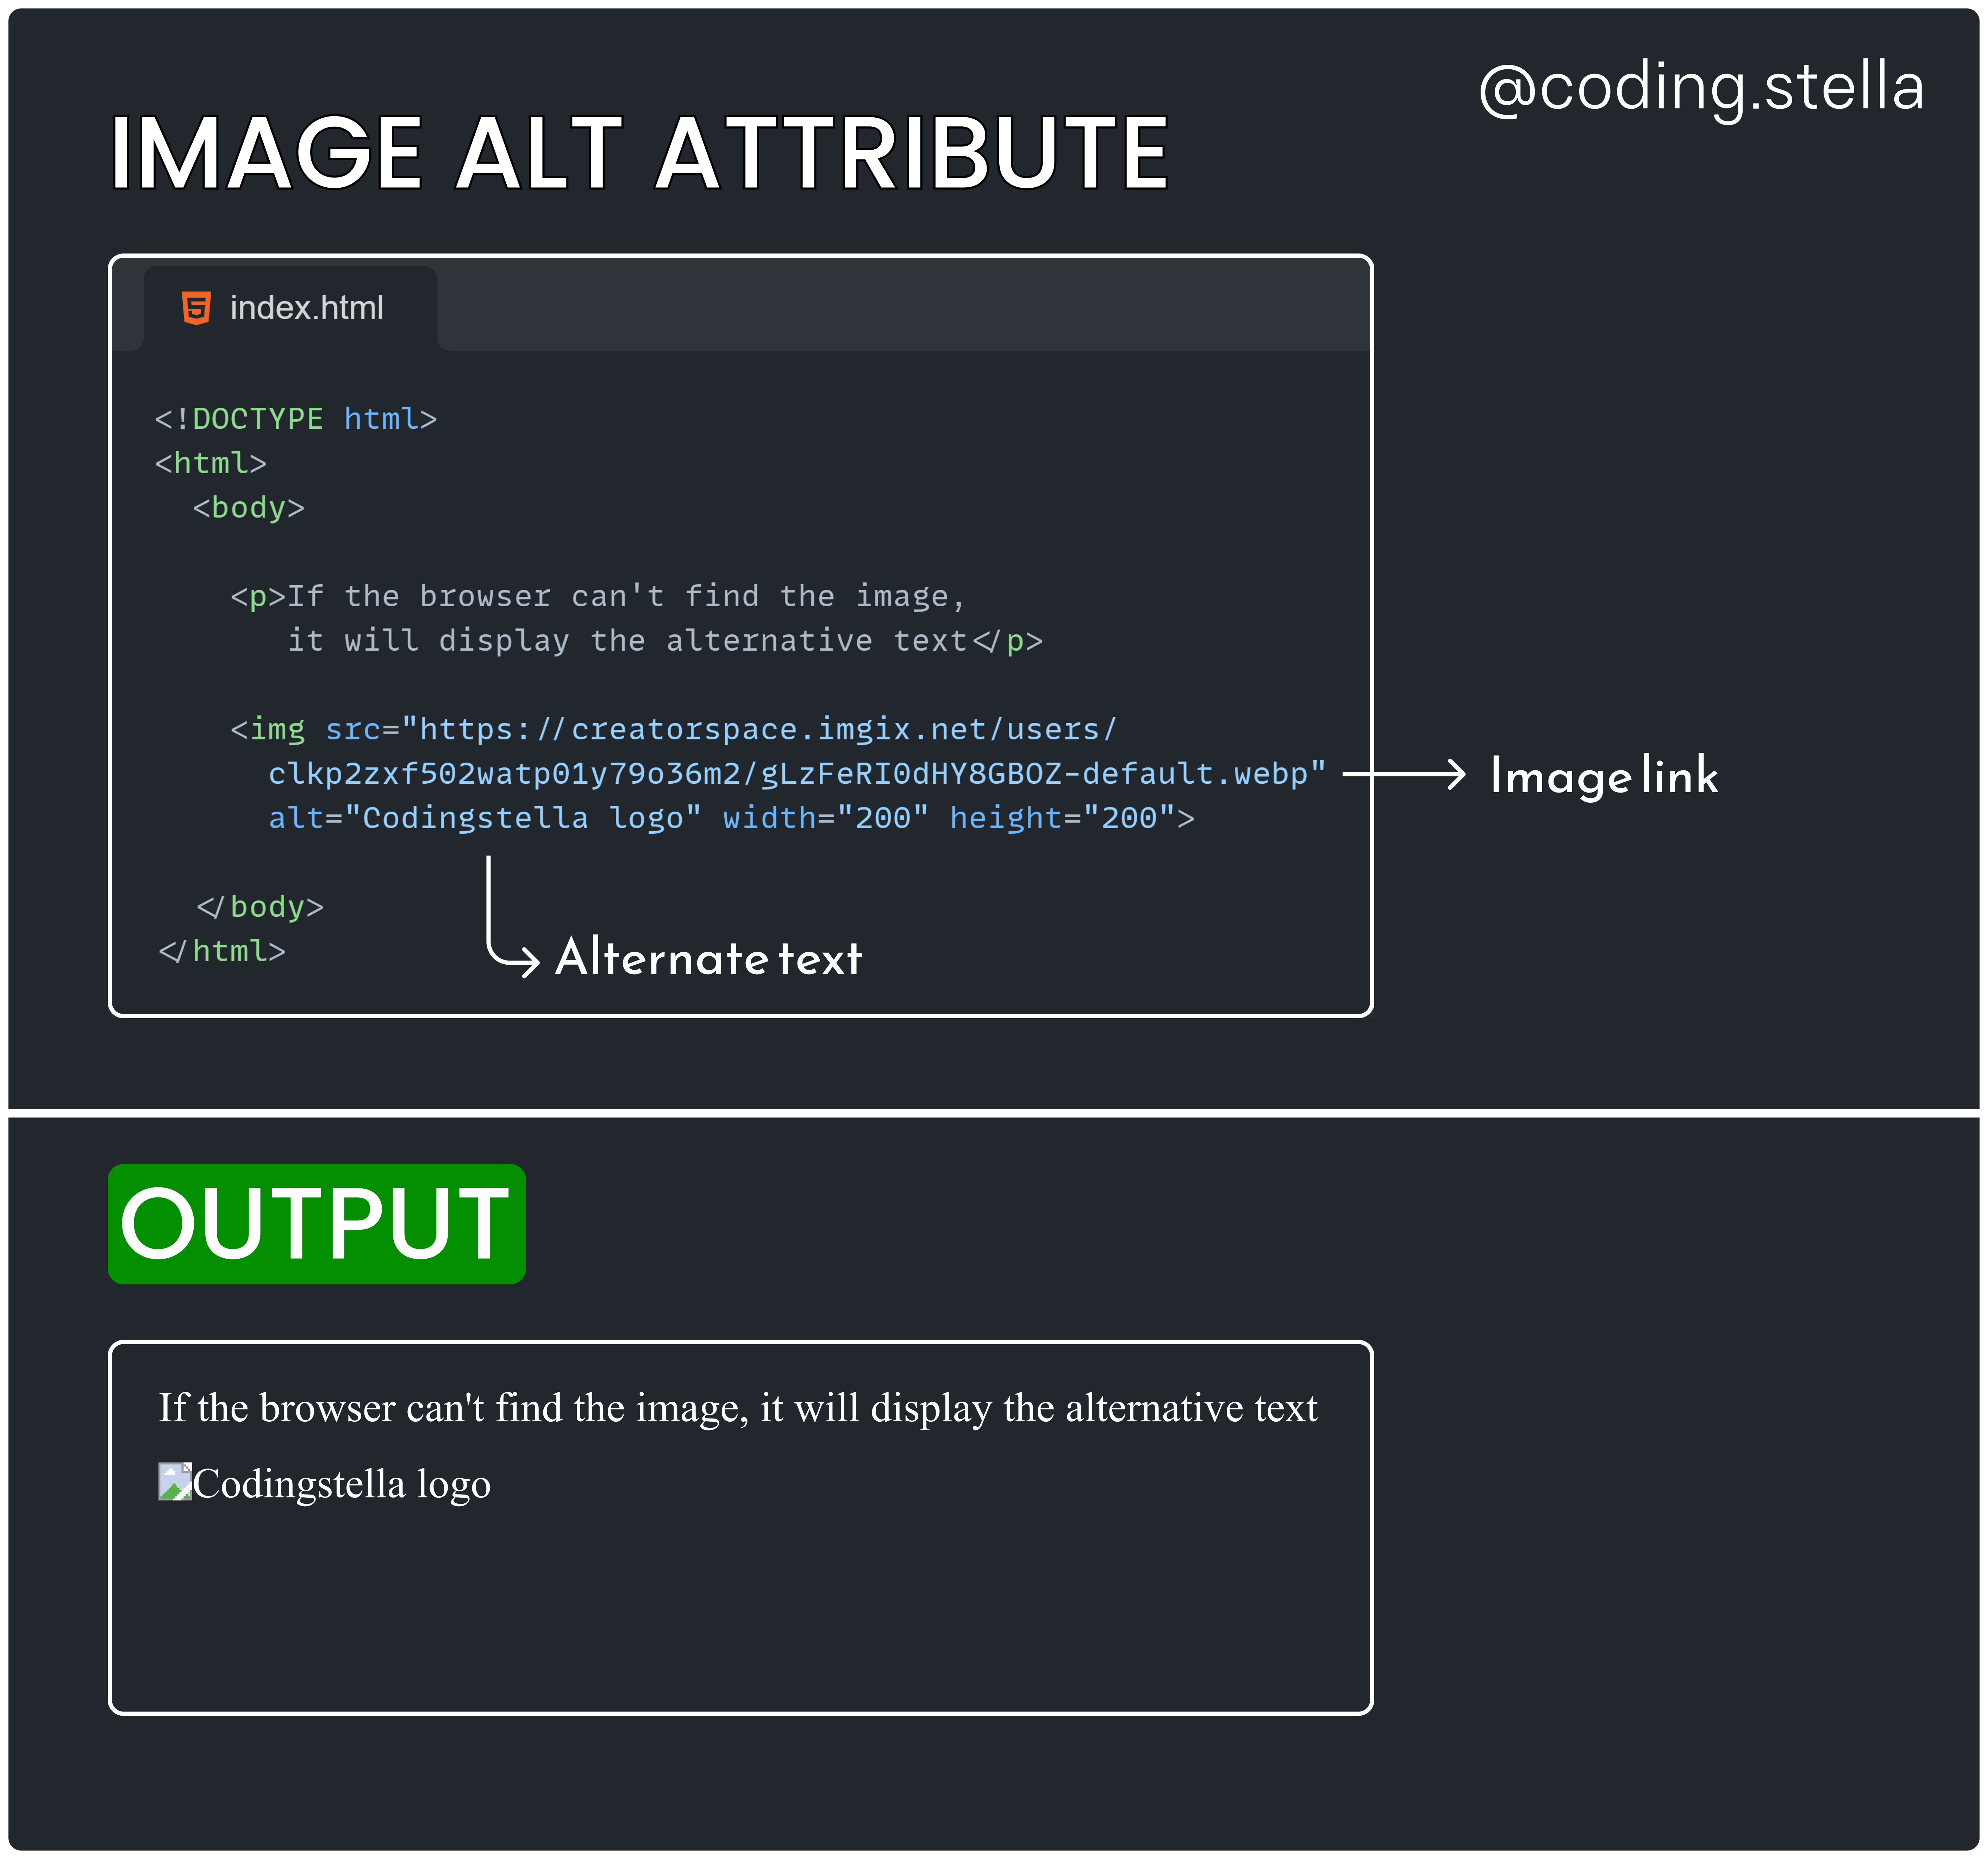 @coding.stella
IMAGE ALT ATTRIBUTE
index.html
<!DOCTYPE html>
<html>
<body>
<p>If the browser can't find the image,
it will display the alternative text</p>
<img src="https://creatorspace.imgix.net/users/
clkp2zxf502watp01y79o36m2/gLzFeRI0dHY8GBOZ-default.webp"
Image link
alt="Codingstella logo" width="200" height="200">
</body>
</html>
Alternate text
OUTPUT
If the browser can't find the image, it will display the alternative text
Codingstella logo